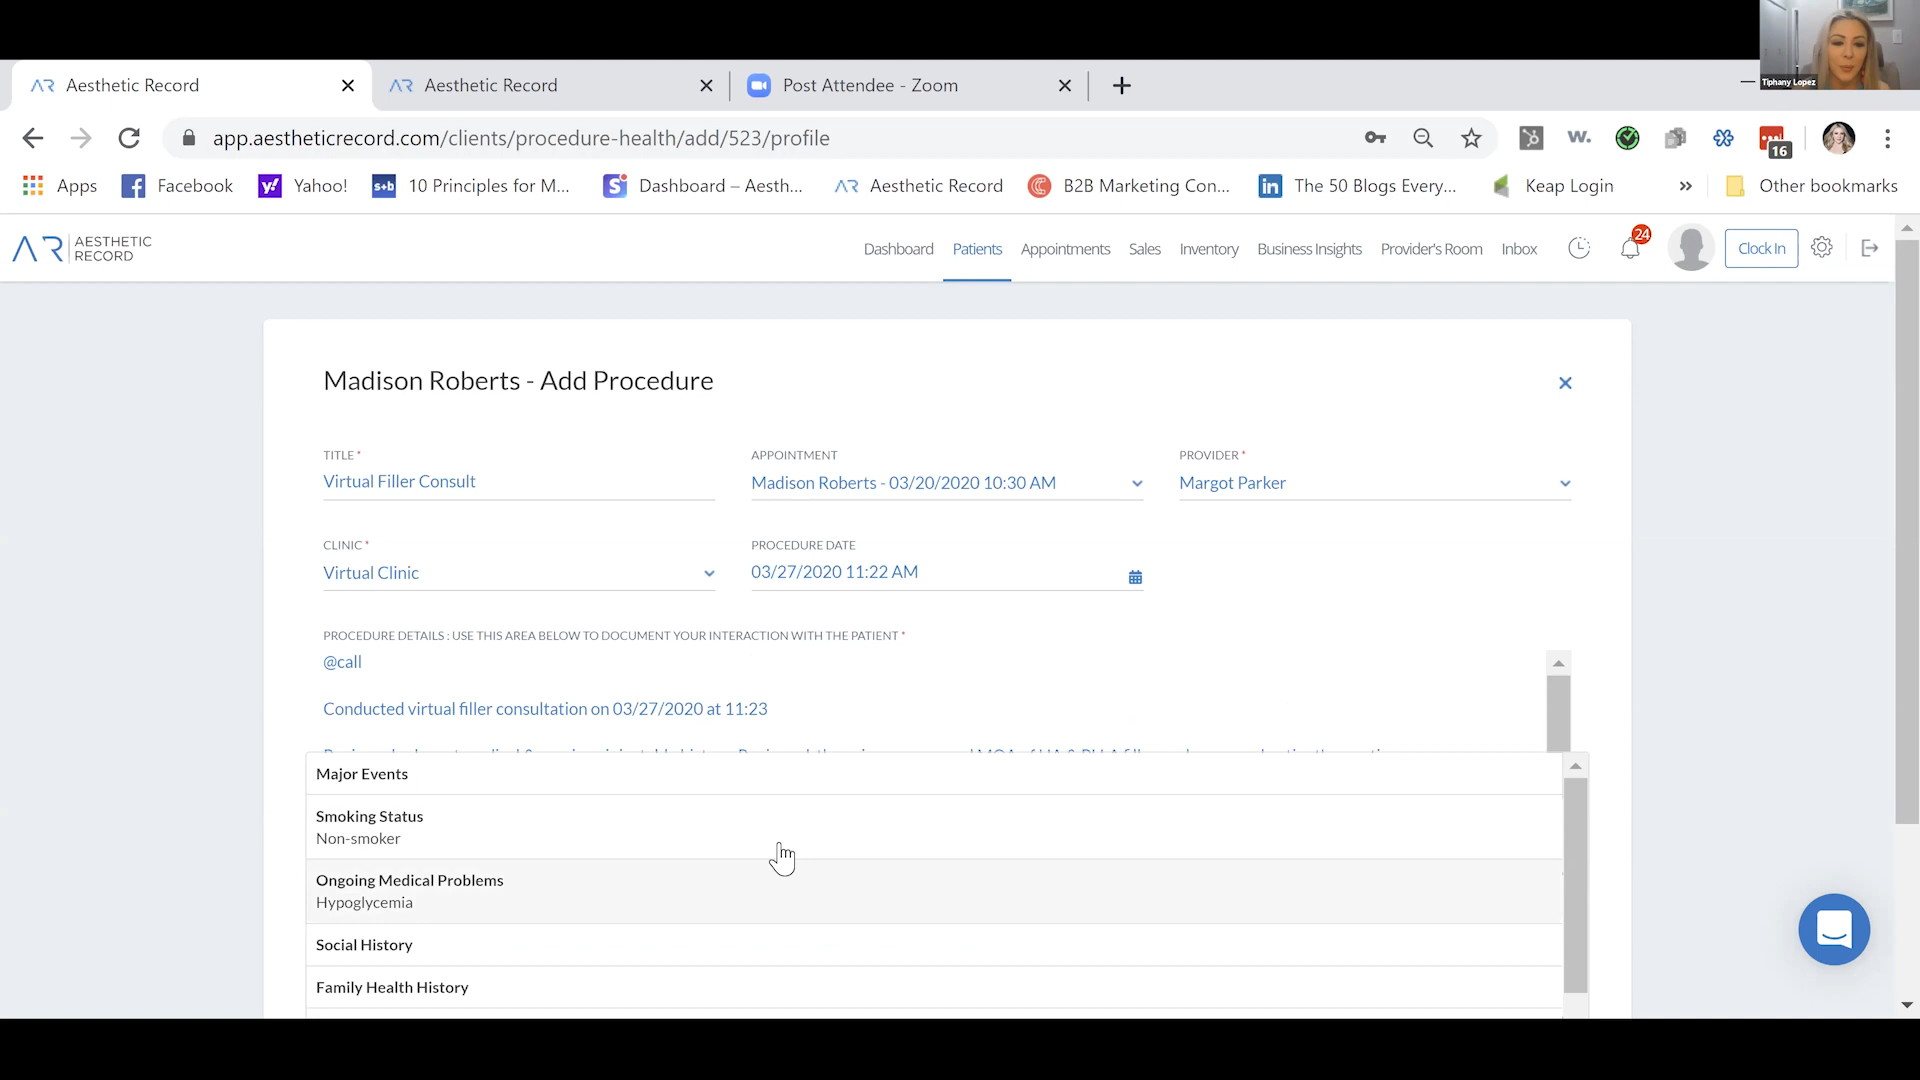 Tiphany Lopez
AR Aesthetic Record
AR Aesthetic Record
Post Attendee - Zoom
app.aestheticrecord.com/clients/procedure-health/add/523/profile
W.
16
Apps
Facebook
y! Yahoo!
s+b 10 Principles for M...
Dashboard – Aesth...
AR Aesthetic Record
B2B Marketing Con...
in The 50 Blogs Every...
Keap Login
»
Other bookmarks
AR AESTHETIC
RECORD
Dashboard
Patients
Appointments
Sales
Inventory
Business Insights
Provider's Room
Inbox
24
Clock In
Madison Roberts - Add Procedure
TITLE *
Virtual Filler Consult
APPOINTMENT
Madison Roberts - 03/20/2020 10:30 AM
PROVIDER *
Margot Parker
CLINIC *
Virtual Clinic
PROCEDURE DATE
03/27/2020 11:22 AM
PROCEDURE DETAILS : USE THIS AREA BELOW TO DOCUMENT YOUR INTERACTION WITH THE PATIENT *
@call
Conducted virtual filler consultation on 03/27/2020 at 11:23
Major Events
Smoking Status
Non-smoker
Ongoing Medical Problems
Hypoglycemia
Social History
Family Health History